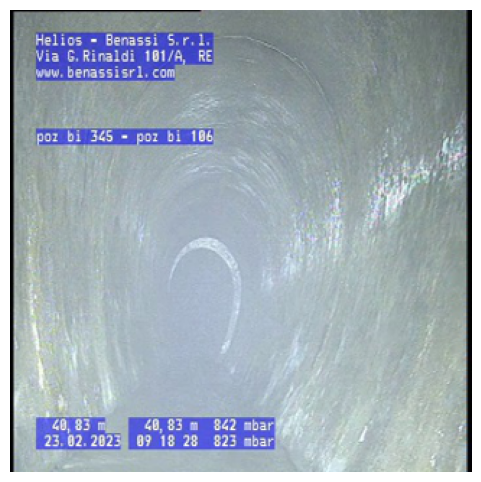 Helios - Benassi S.r.l.
Via G.Rinaldi 101/A, RE
www.benassisrl.com
poz bi 345 - poz bi 106
40,83 m 40,83 m 842 mbar
23.02.2023 09 18 28 823 mbar